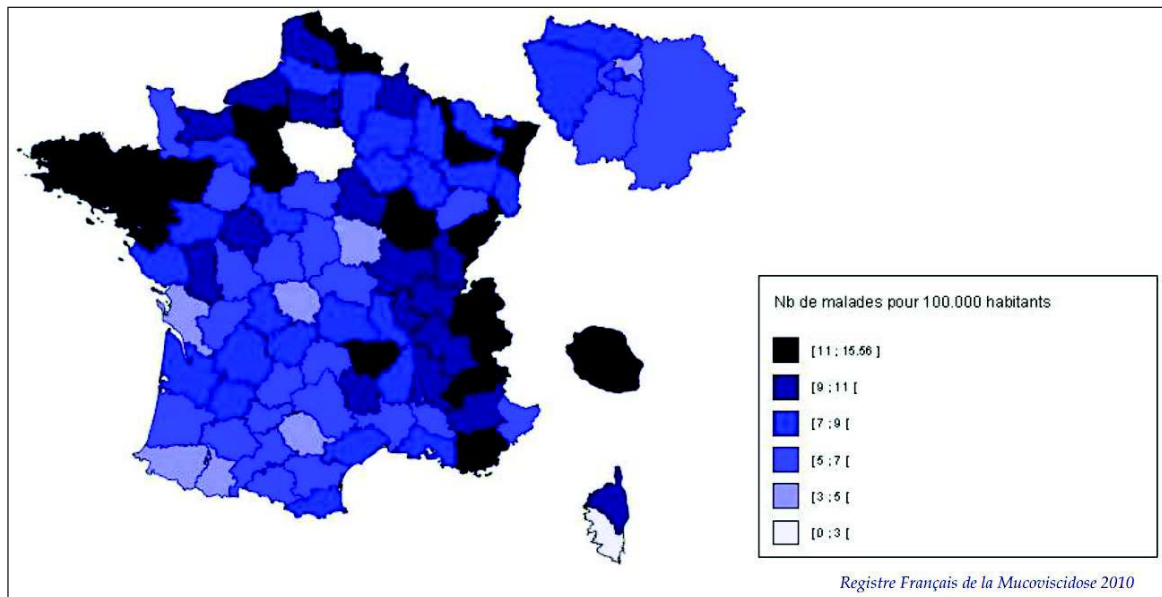 Nb de malades pour 100.000 habitants
[ 11 ; 15.56 ]
[ 9 ; 11 [
[ 7 ; 9 [
[ 5 ; 7 [
[ 3 ; 5 [
[ 0 ; 3 [
Registre Français de la Mucoviscidose 2010